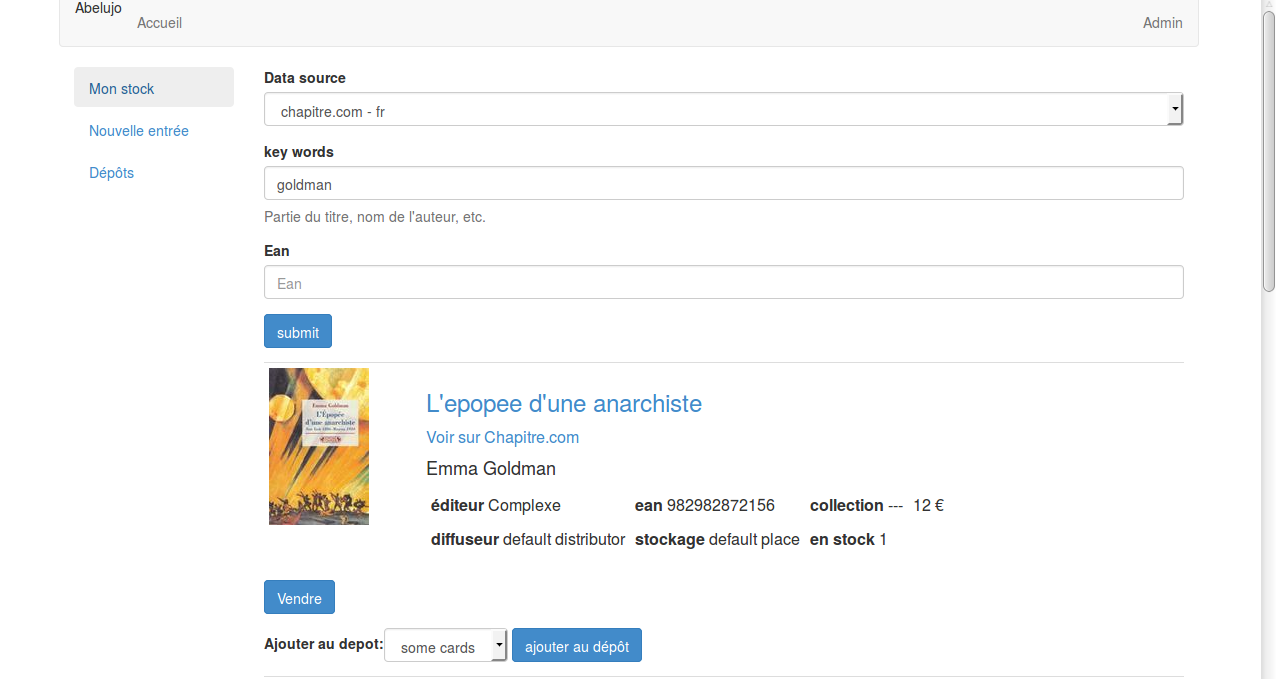 Abelujo
Accueil
Admin
Mon stock
Nouvelle entrée
Dépôts
Data source
chapitre.com - fr
key words
goldman
Partie du titre, nom de l'auteur, etc.
Ean
Ean
submit
Emma Goldman
L'Épopée
d'une anarchiste
L'epopee d'une anarchiste
Voir sur Chapitre.com
Emma Goldman
éditeur Complexe ean 982982872156 collection --- 12 €
diffuseur default distributor stockage default place en stock 1
Vendre
Ajouter au depot: some cards ajouter au dépôt